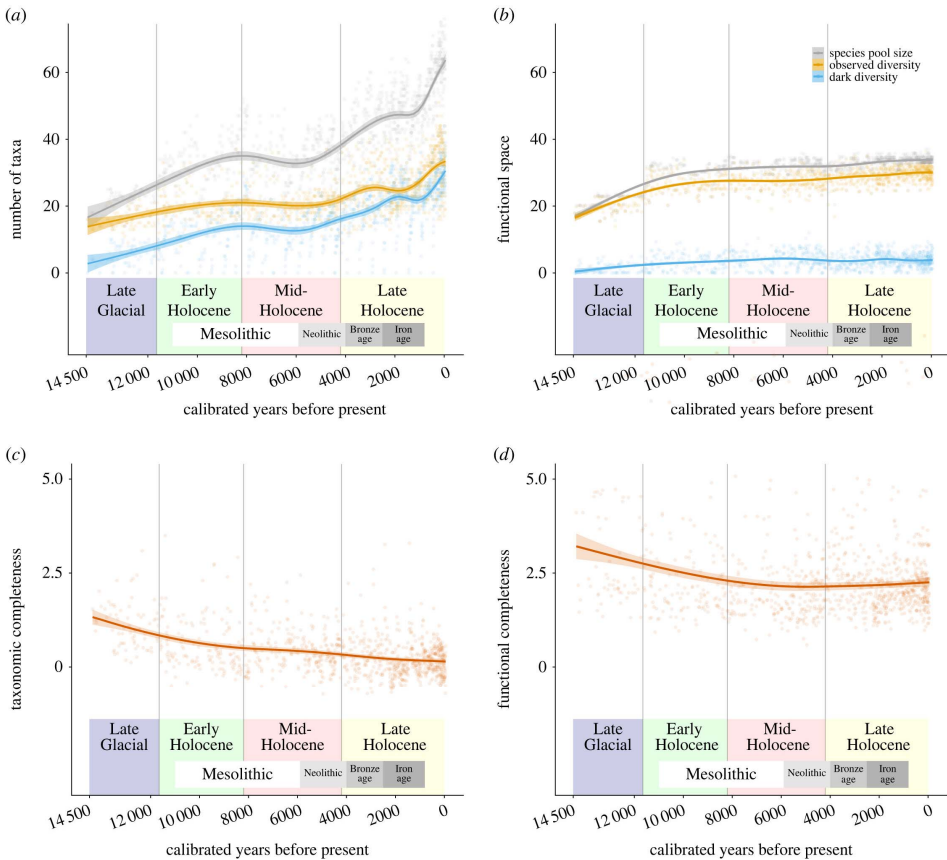 (a)
60
40
20
0
number of taxa
Late
Glacial
Early
Holocene
Mid-
Holocene
Late
Holocene
Mesolithic
Neolithic
Bronze
age
Iron
age
14 500
12 000
10 000
8000
6000
4000
2000
0
calibrated years before present
(b)
species pool size
observed diversity
dark diversity
60
40
20
0
functional space
Late
Glacial
Early
Holocene
Mid-
Holocene
Late
Holocene
Mesolithic
Neolithic
Bronze
age
Iron
age
14 500
12 000
10 000
8000
6000
4000
2000
0
calibrated years before present
(c)
5.0
2.5
0
taxonomic completeness
Late
Glacial
Early
Holocene
Mid-
Holocene
Late
Holocene
Mesolithic
Neolithic
Bronze
age
Iron
age
14 500
12 000
10 000
8000
6000
4000
2000
0
calibrated years before present
(d)
5.0
2.5
0
functional completeness
Late
Glacial
Early
Holocene
Mid-
Holocene
Late
Holocene
Mesolithic
Neolithic
Bronze
age
Iron
age
14 500
12 000
10 000
8000
6000
4000
2000
0
calibrated years before present